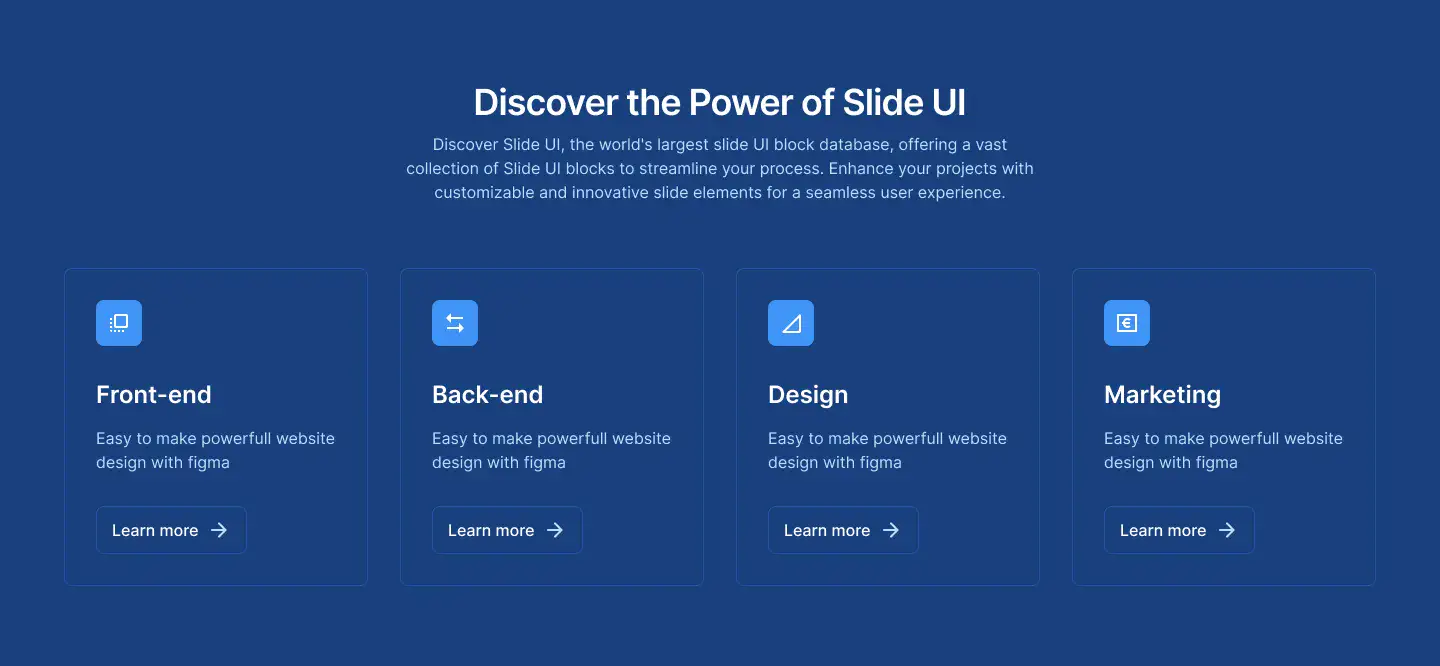 Discover the Power of Slide UI
Discover Slide UI, the world's largest slide UI block database, offering a vast
collection of Slide UI blocks to streamline your process. Enhance your projects with
customizable and innovative slide elements for a seamless user experience.
Front-end
Easy to make powerfull website
design with figma
Learn more
Back-end
Easy to make powerfull website
design with figma
Learn more
Design
Easy to make powerfull website
design with figma
Learn more
Marketing
Easy to make powerfull website
design with figma
Learn more